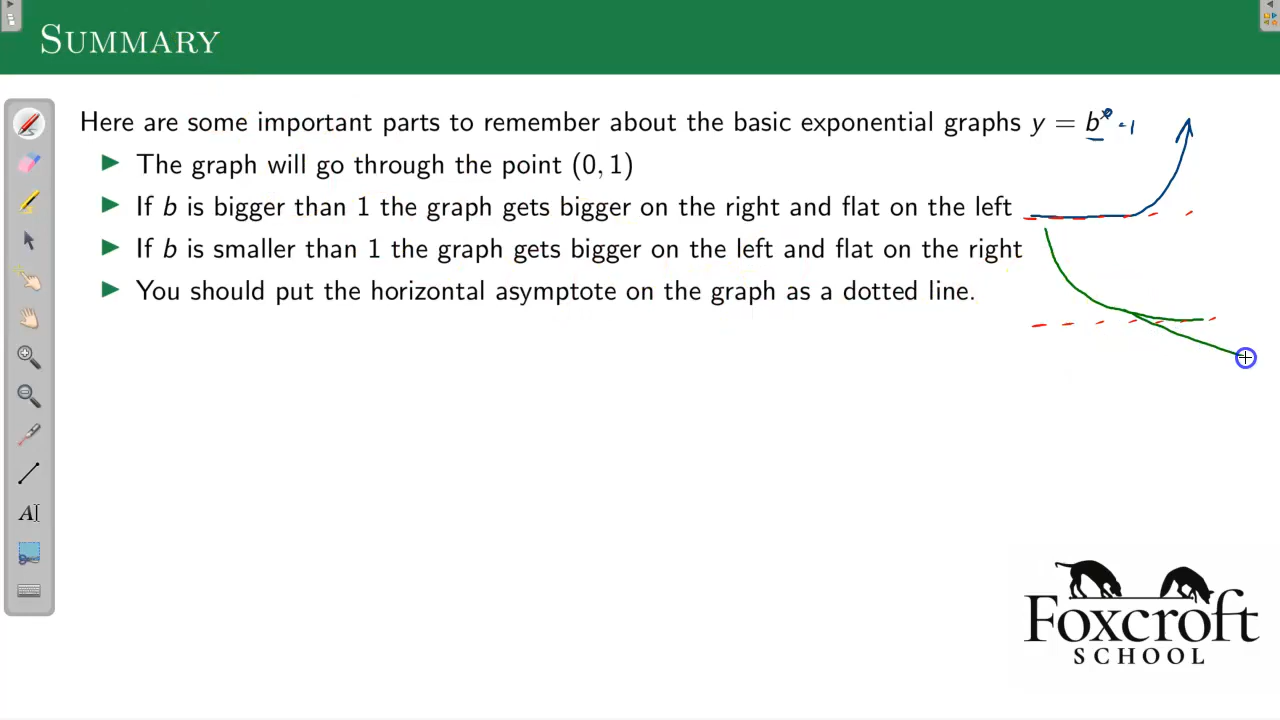 SUMMARY
Here are some important parts to remember about the basic exponential graphs y = b^x
The graph will go through the point (0, 1)
If b is bigger than 1 the graph gets bigger on the right and flat on the left
If b is smaller than 1 the graph gets bigger on the left and flat on the right
You should put the horizontal asymptote on the graph as a dotted line.
AI
Foxcroft
SCHOOL